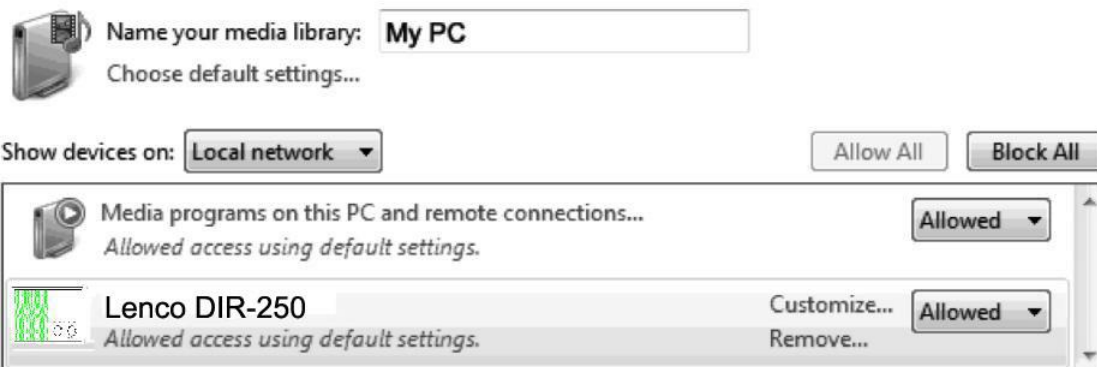 Name your media library: My PC
Choose default settings...
Show devices on: Local network Allow All Block All
Media programs on this PC and remote connections... Allowed
Allowed access using default settings.
Lenco DIR-250 Customize... Allowed
Allowed access using default settings. Remove...